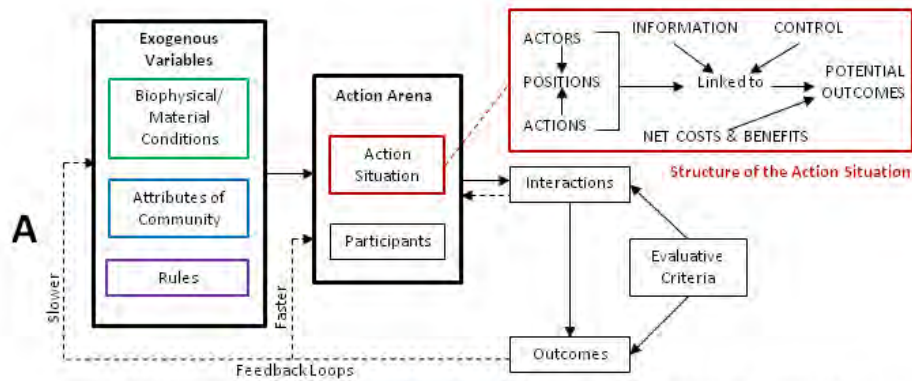 A
Exogenous
Variables
Biophysical/
Material
Conditions
Attributes of
Community
Rules
Slower
Action Arena
Action
Situation
Participants
Faster
ACTORS
POSITIONS
ACTIONS
INFORMATION
CONTROL
Linked to
POTENTIAL
OUTCOMES
NET COSTS & BENEFITS
Structure of the Action Situation
Interactions
Evaluative
Criteria
Outcomes
Feedback Loops